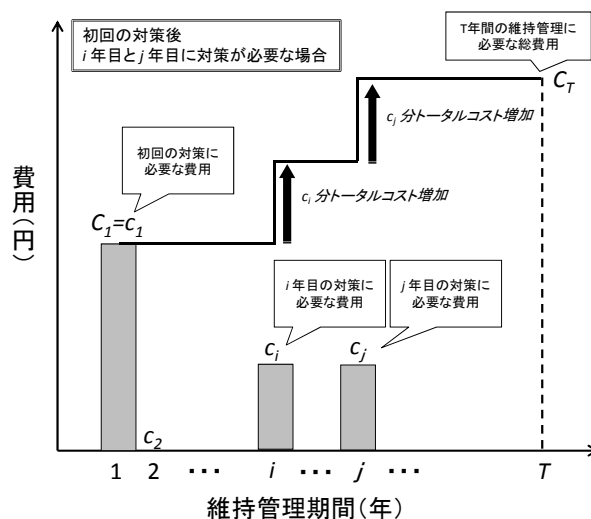 初回の対策後
i 年目と j 年目に対策が必要な場合
T年間の維持管理に
必要な総費用
C_T
c_j 分トータルコスト増加
初回の対策に
必要な費用
c_i 分トータルコスト増加
C_1=c_1
i 年目の対策に
必要な費用
j 年目の対策に
必要な費用
c_i
c_j
c_2
費用(円)
1 2 ・・・ i ・・・ j ・・・ T
維持管理期間(年)